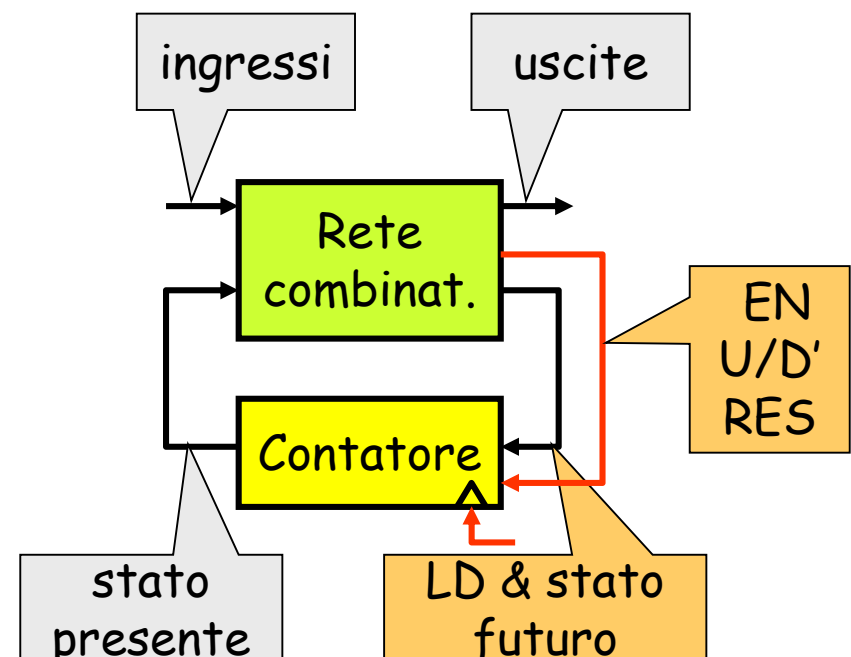 ingressi
uscite
Rete
combinat.
EN
U/D'
RES
Contatore
stato
presente
LD & stato
futuro